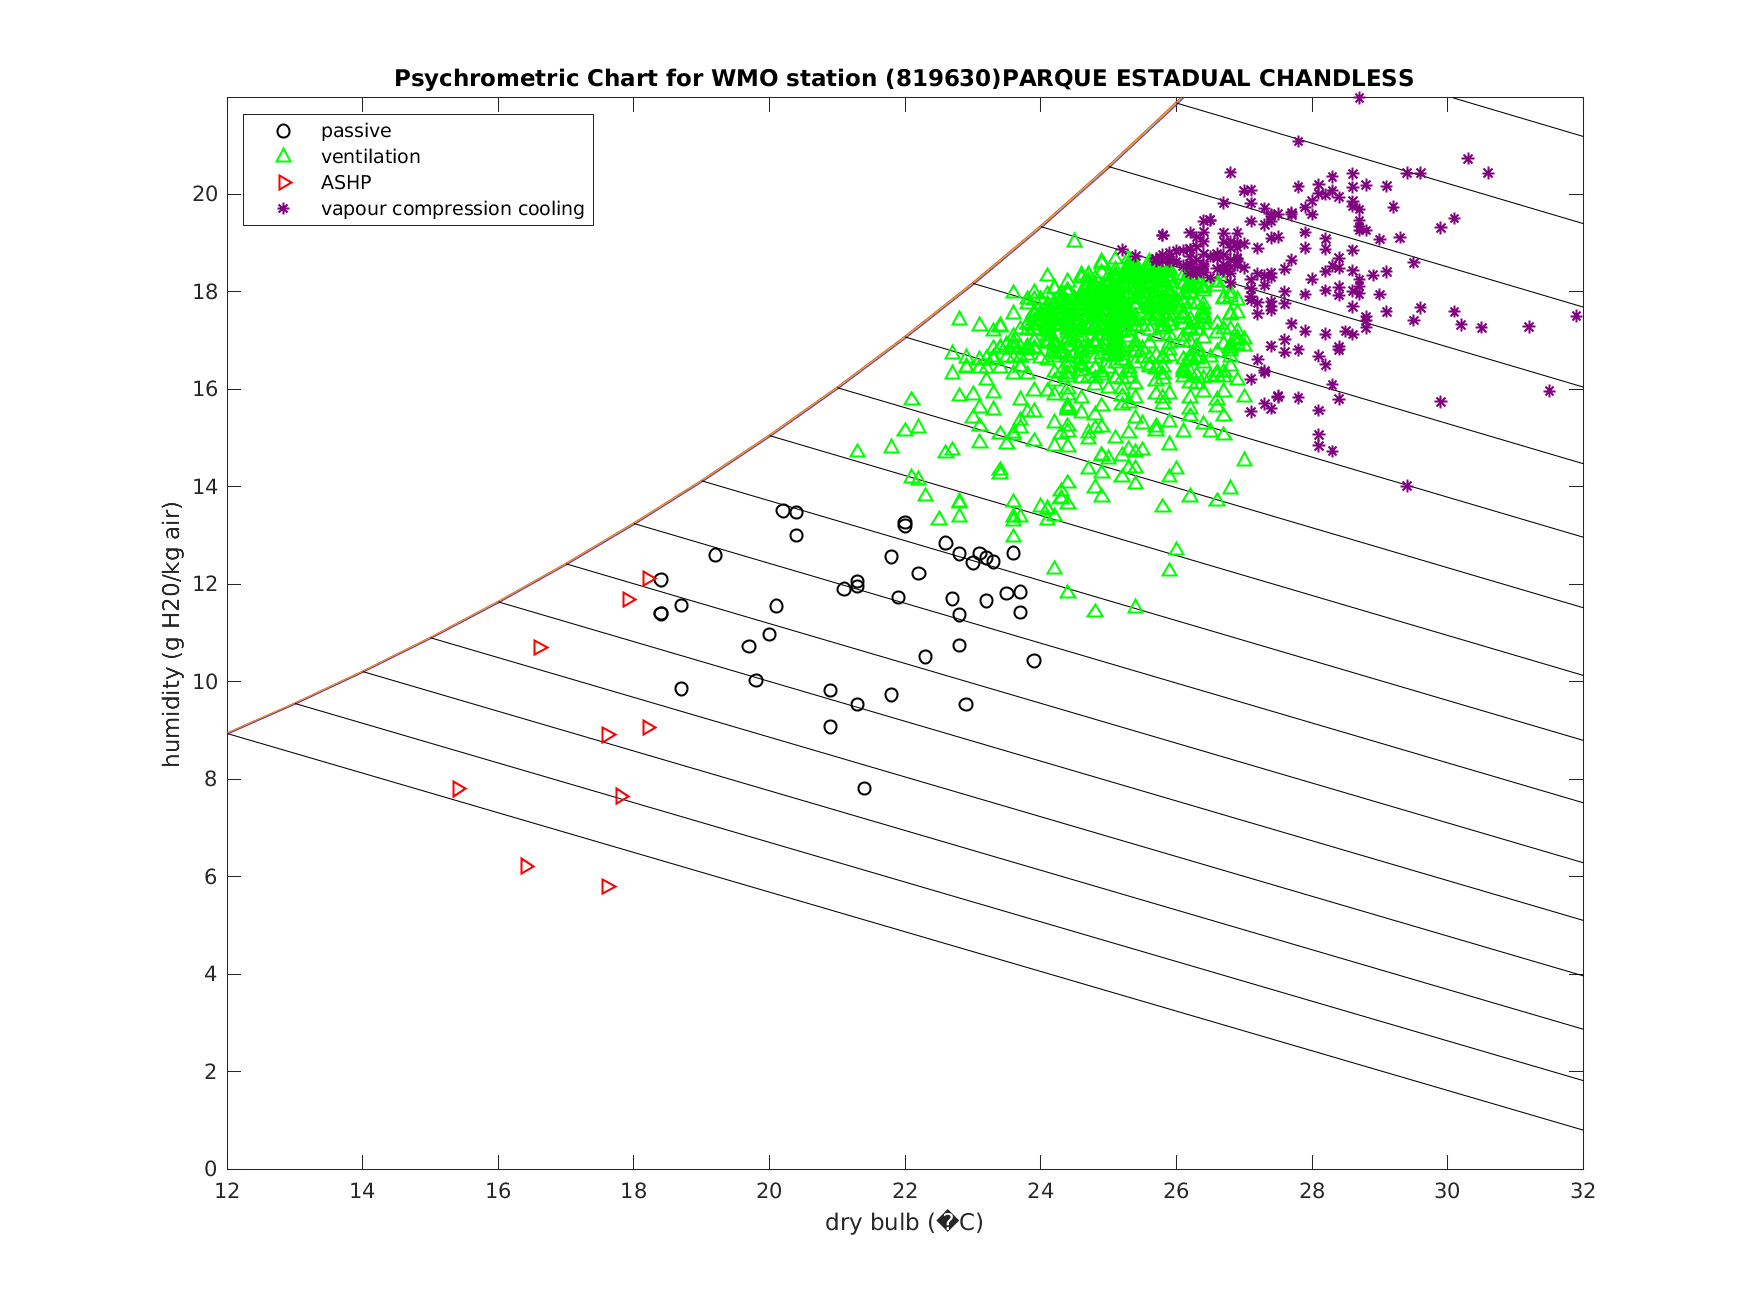 Psychrometric Chart for WMO station (819630)PARQUE ESTADUAL CHANDLESS
passive
ventilation
ASHP
vapour compression cooling
humidity (g H20/kg air)
20
18
16
14
12
10
8
6
4
2
0
12 14 16 18 20 22 24 26 28 30 32
dry bulb (�C)